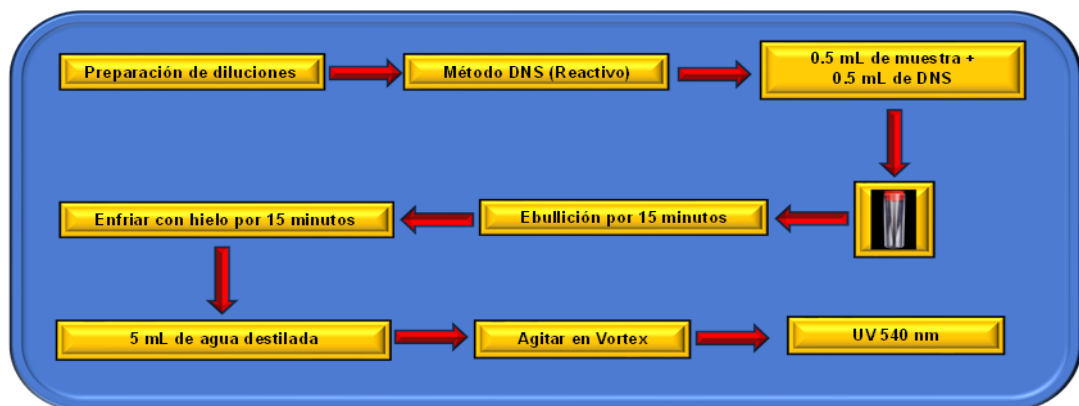 Preparación de diluciones
Método DNS (Reactivo)
0.5 mL de muestra +
0.5 mL de DNS
Ebullición por 15 minutos
Enfriar con hielo por 15 minutos
5 mL de agua destilada
Agitar en Vortex
UV 540 nm